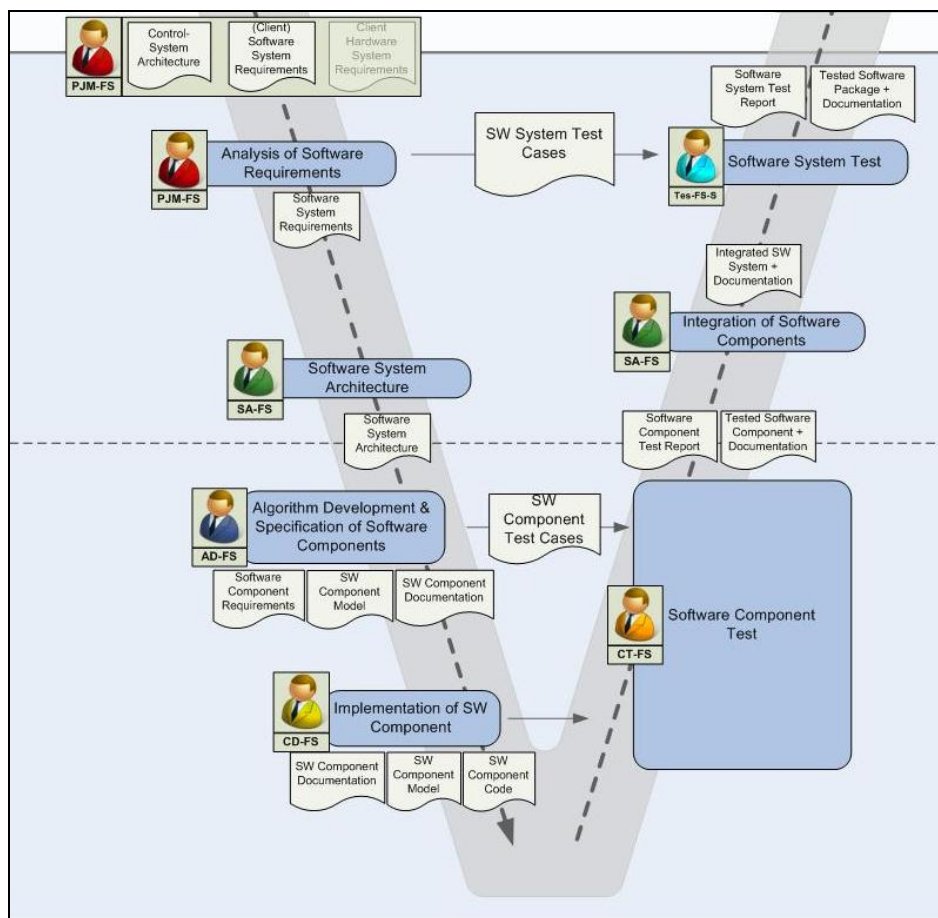 Control-
System
Architecture
(Client)
Software
System
Requirements
Client
Hardware
System
Requirements
PJM-FS
Software
System Test
Report
Tested Software
Package +
Documentation
Analysis of Software
Requirements
PJM-FS
SW System Test
Cases
Software System Test
Tes-FS-S
Software
System
Requirements
Integrated SW
System +
Documentation
Integration of Software
Components
SA-FS
Software System
Architecture
SA-FS
Software
System
Architecture
Software
Component
Test Report
Tested Software
Component +
Documentation
Algorithm Development &
Specification of Software
Components
AD-FS
SW
Component
Test Cases
Software
Component
Requirements
SW
Component
Model
SW Component
Documentation
Software Component
Test
CT-FS
Implementation of SW
Component
CD-FS
SW Component
Documentation
SW
Component
Model
SW
Component
Code